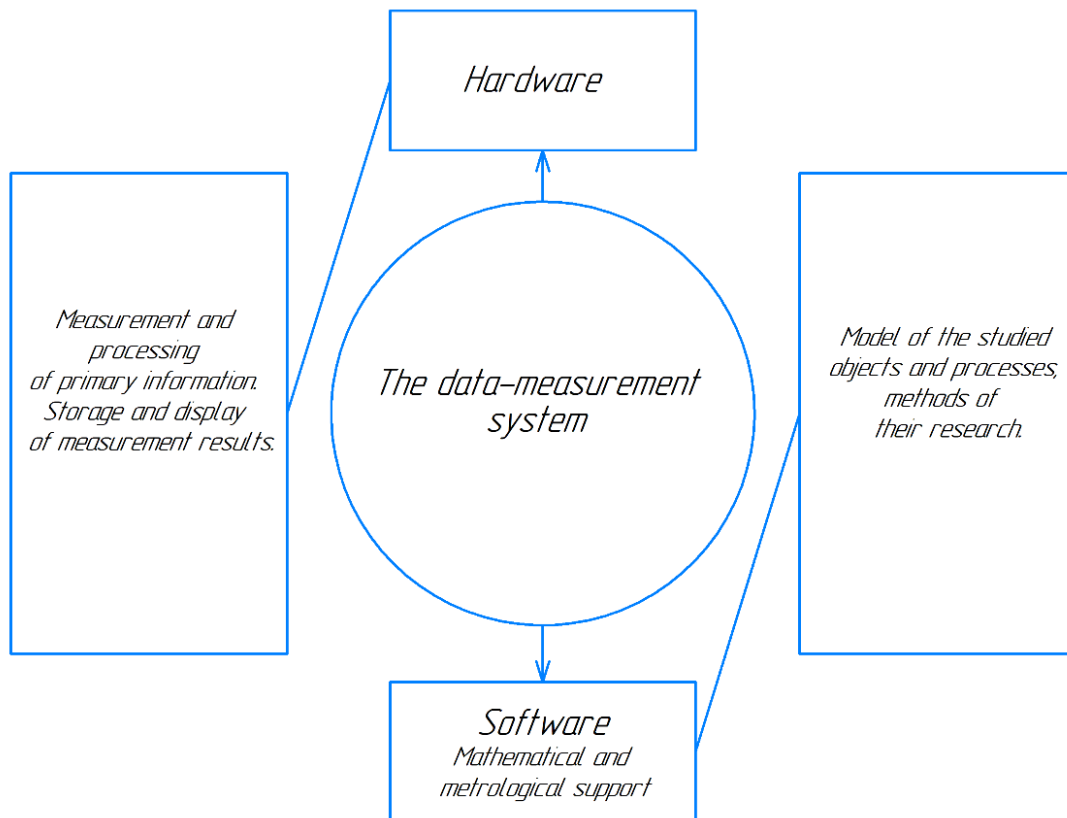 Hardware
Measurement and
processing
of primary information.
Storage and display
of measurement results.
The data-measurement
system
Model of the studied
objects and processes,
methods of
their research.
Software
Mathematical and
metrological support